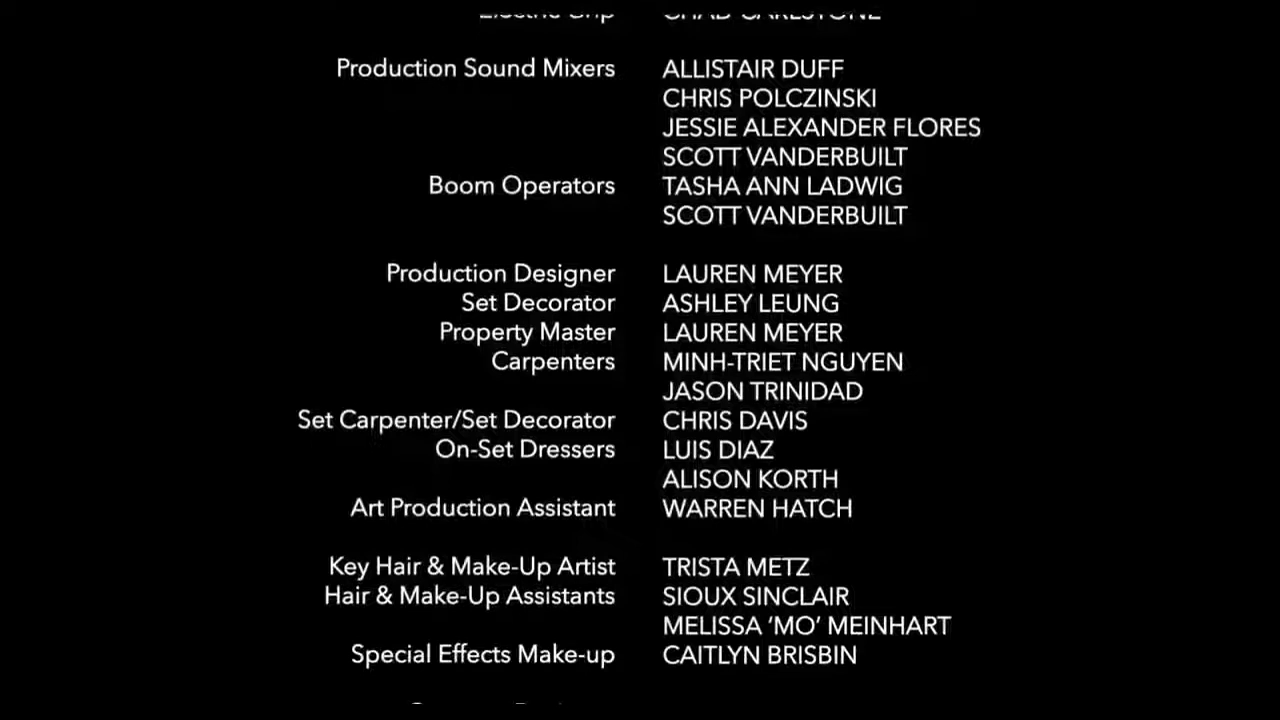 Production Sound Mixers ALLISTAIR DUFF
CHRIS POLCZINSKI
JESSIE ALEXANDER FLORES
SCOTT VANDERBUILT
Boom Operators TASHA ANN LADWIG
SCOTT VANDERBUILT
Production Designer LAUREN MEYER
Set Decorator ASHLEY LEUNG
Property Master LAUREN MEYER
Carpenters MINH-TRIET NGUYEN
JASON TRINIDAD
Set Carpenter/Set Decorator CHRIS DAVIS
On-Set Dressers LUIS DIAZ
ALISON KORTH
Art Production Assistant WARREN HATCH
Key Hair & Make-Up Artist TRISTA METZ
Hair & Make-Up Assistants SIOUX SINCLAIR
MELISSA ‘MO’ MEINHART
Special Effects Make-up CAITLYN BRISBIN